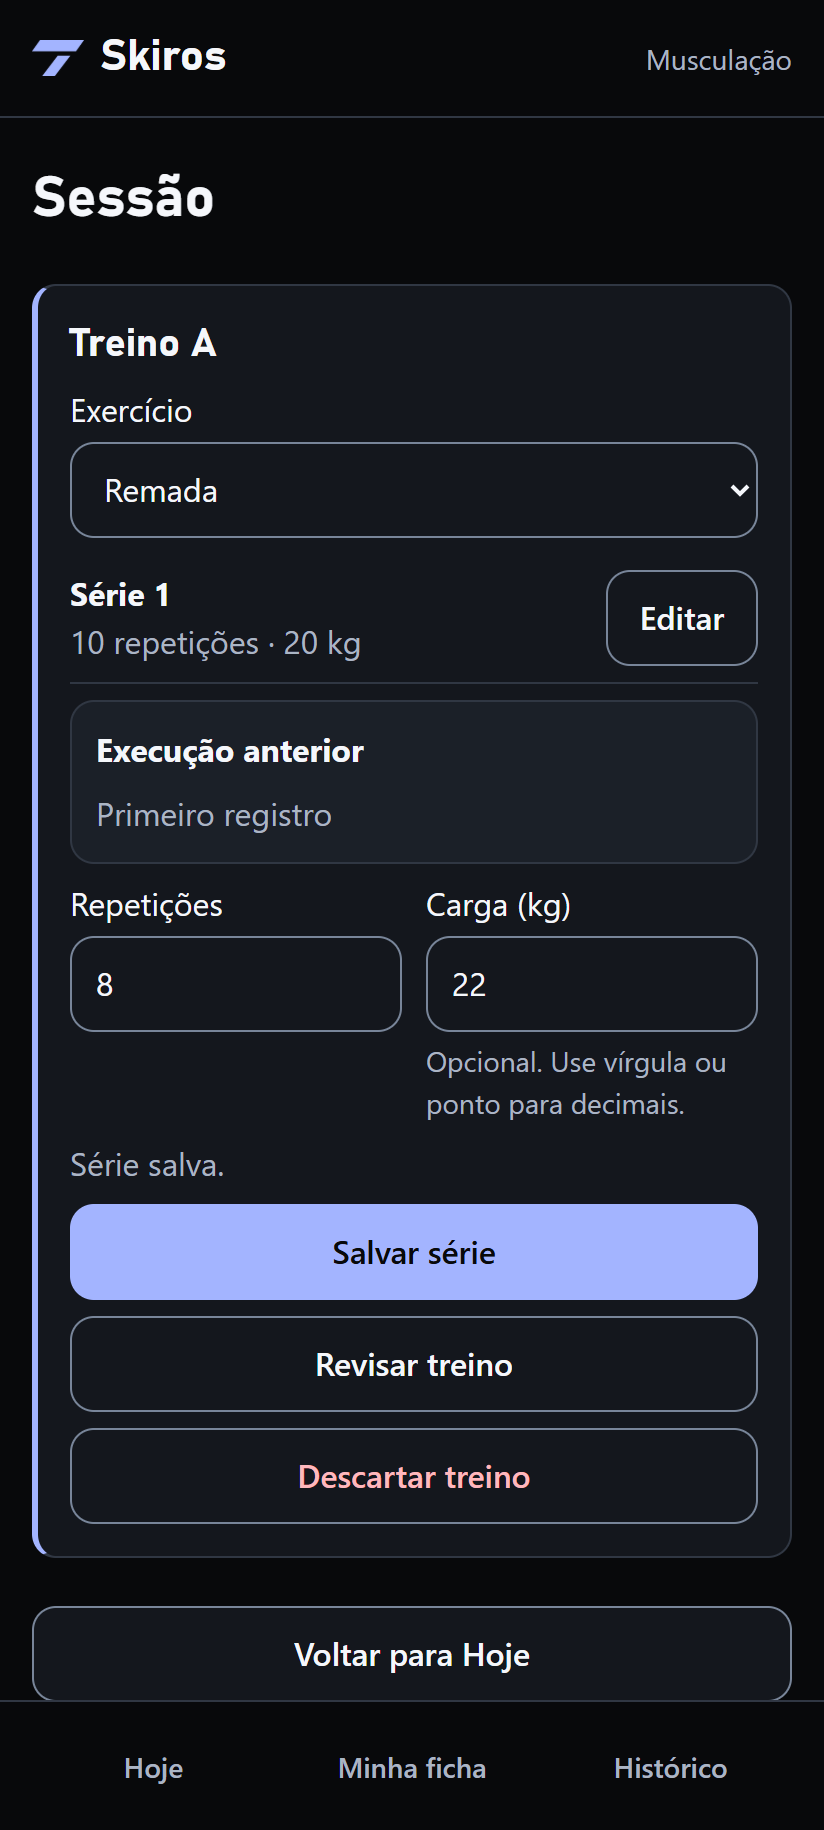 Skiros
Musculação
Sessão
Treino A
Exercício
Remada
Série 1
10 repetições · 20 kg
Editar
Execução anterior
Primeiro registro
Repetições
Carga (kg)
8
22
Opcional. Use vírgula ou
ponto para decimais.
Série salva.
Salvar série
Revisar treino
Descartar treino
Voltar para Hoje
Hoje
Minha ficha
Histórico